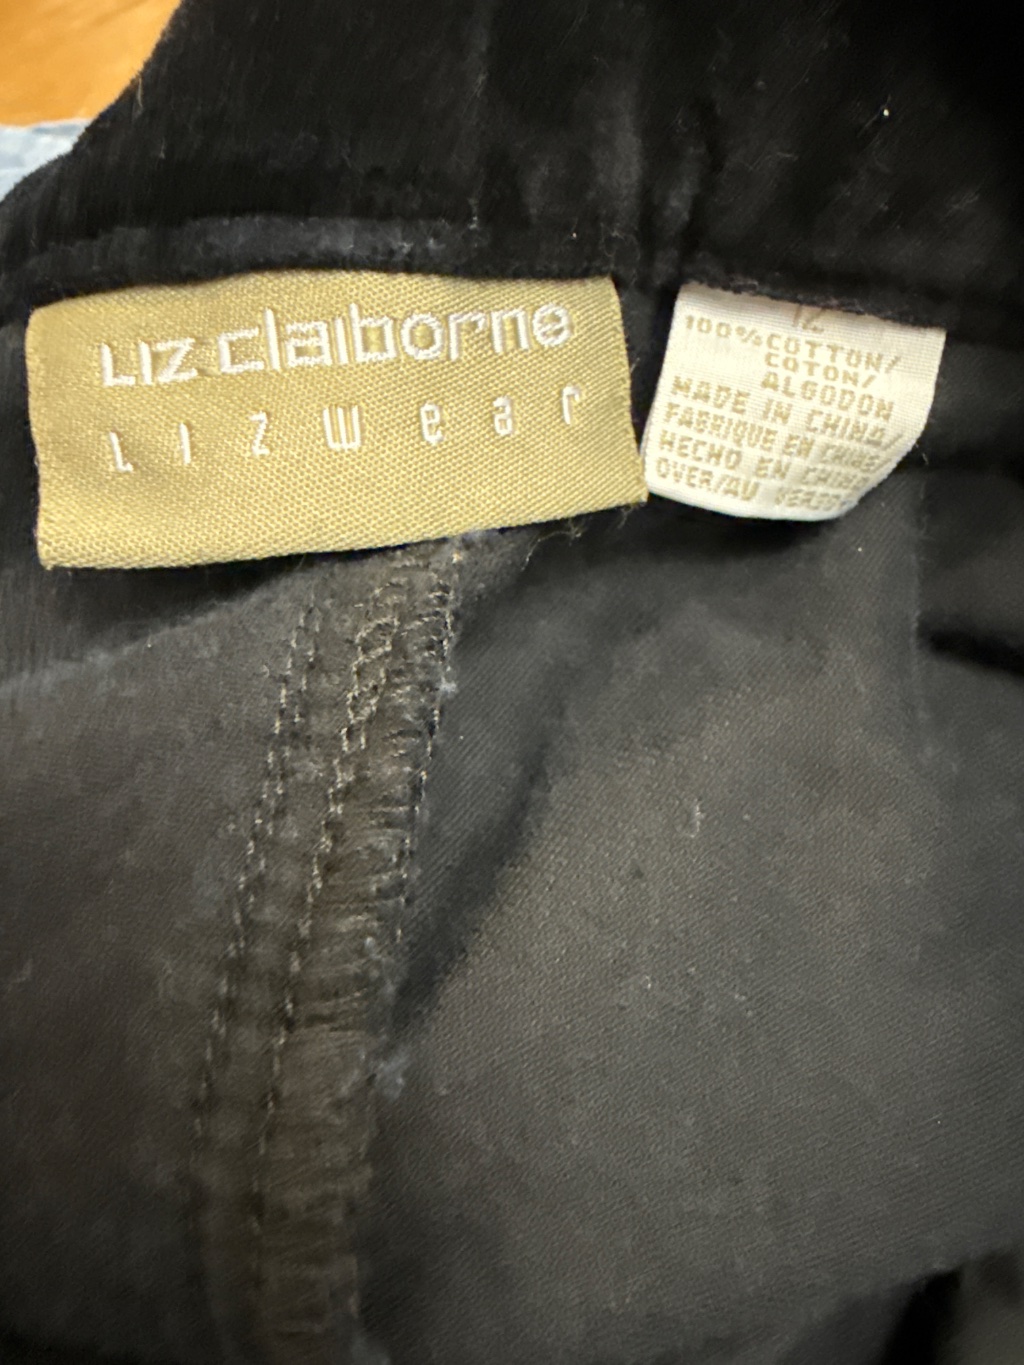 LIZ claiborne
LIZWEAR
12
100% COTTON/
COTON/
ALGODON
MADE IN CHINA/
FABRIQUE EN CHINE/
HECHO EN CHINA
OVER/AU VERSO